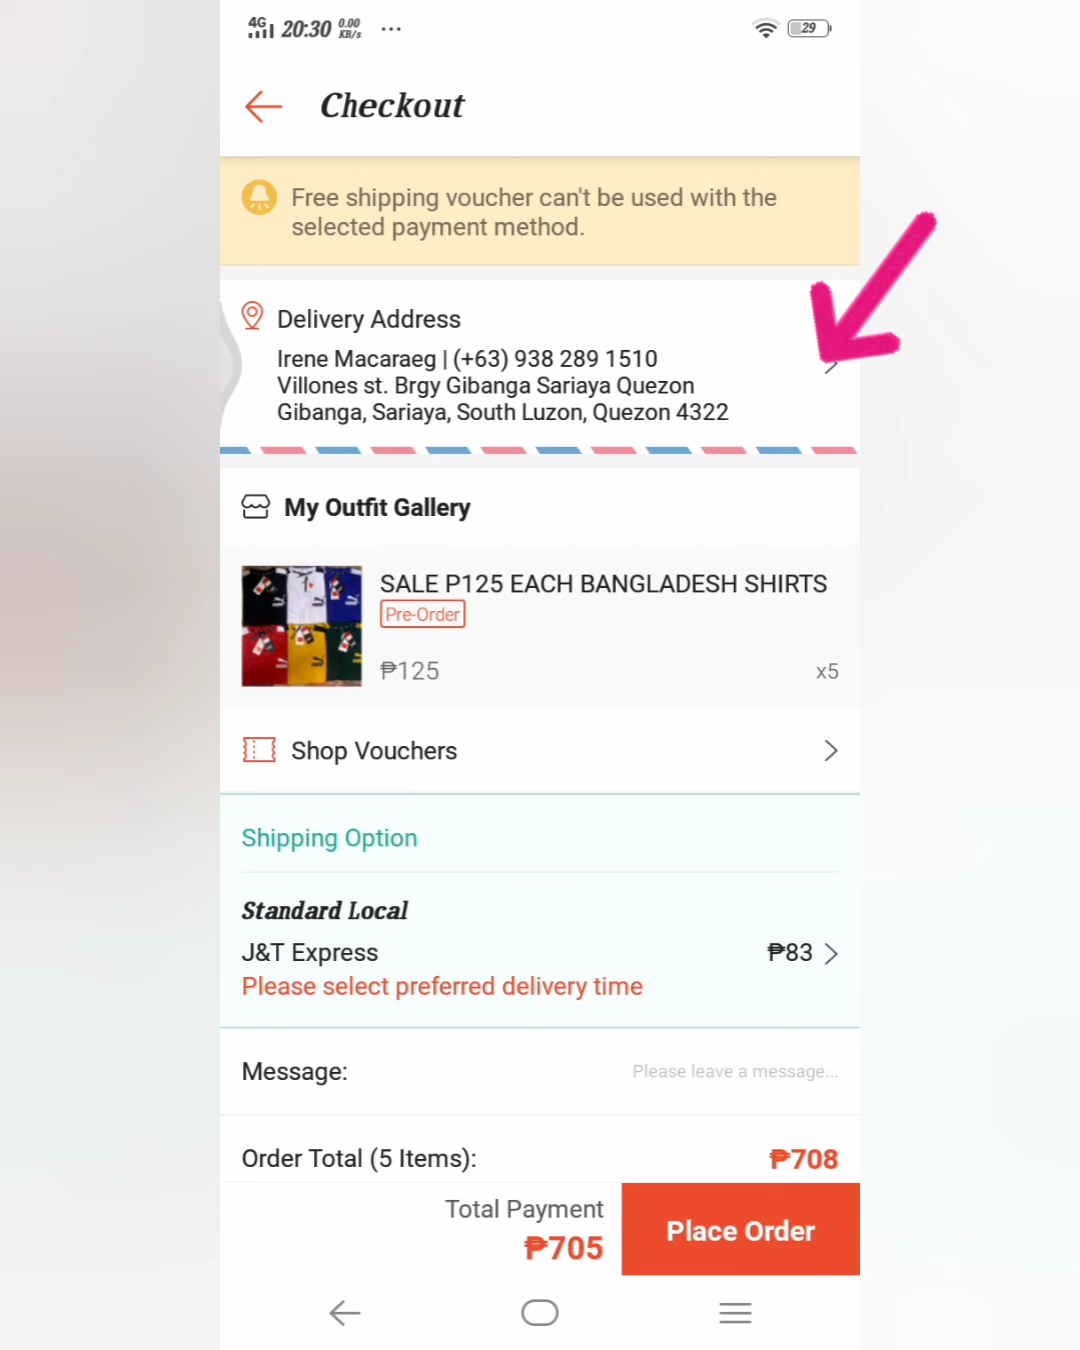 4G 20:30 0.00 KB/s ... 29
Checkout
Free shipping voucher can't be used with the
selected payment method.
Delivery Address
Irene Macaraeg | (+63) 938 289 1510
Villones st. Brgy Gibanga Sariaya Quezon
Gibanga, Sariaya, South Luzon, Quezon 4322
My Outfit Gallery
SALE P125 EACH BANGLADESH SHIRTS
Pre-Order
₱125 x5
Shop Vouchers
Shipping Option
Standard Local
J&T Express ₱83
Please select preferred delivery time
Message: Please leave a message...
Order Total (5 Items): ₱708
Total Payment
₱705
Place Order